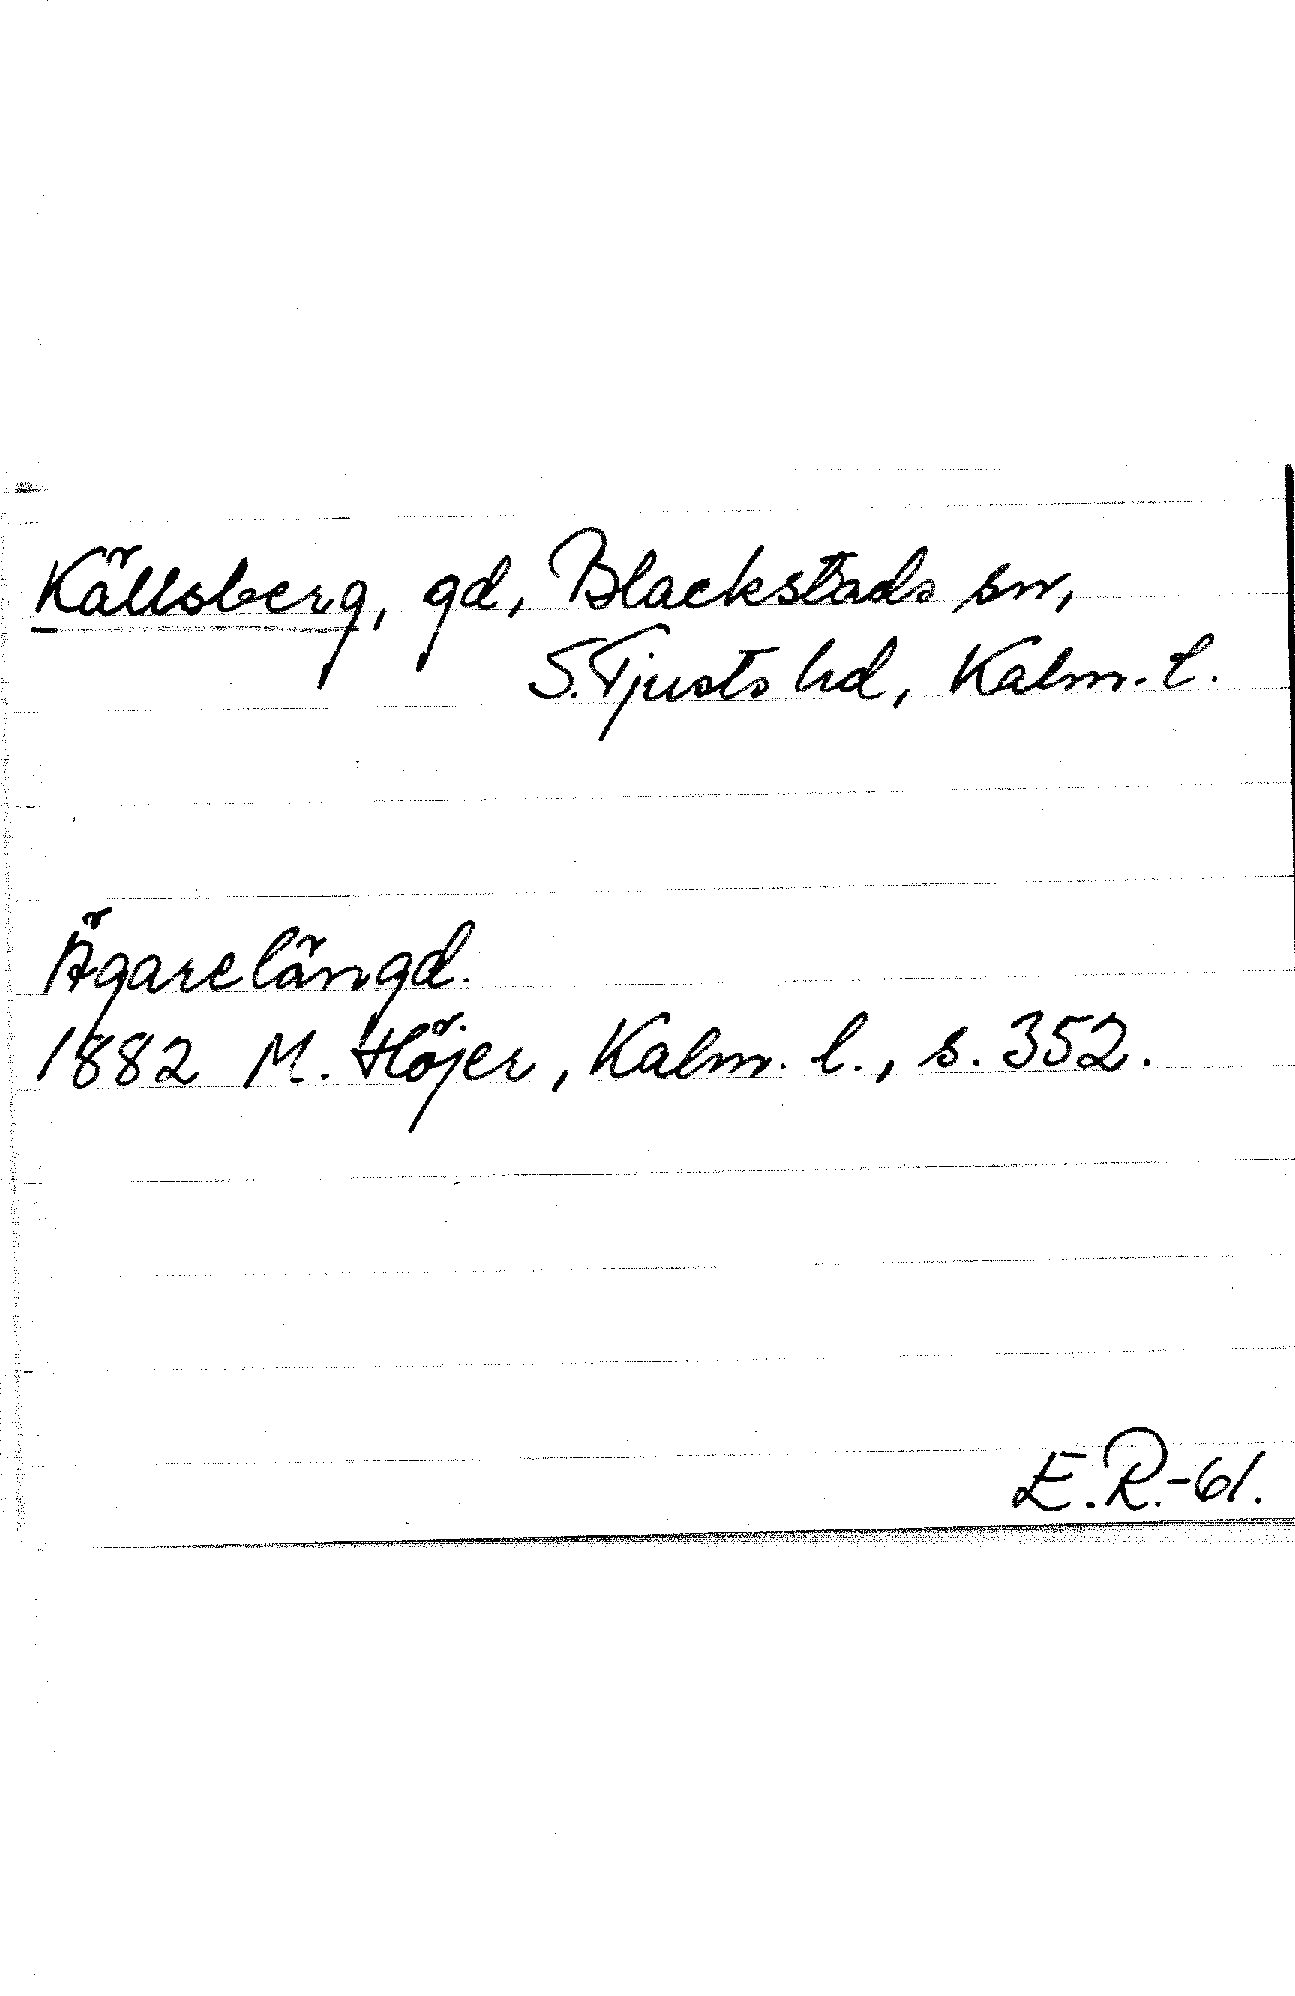 Källsberg, gd, Blackstads sn,
S. Tjusts hd, Kalm. l.
Ägarelängd.
1882 M. Höjer, Kalm. l., s. 352.
E.R.-61.